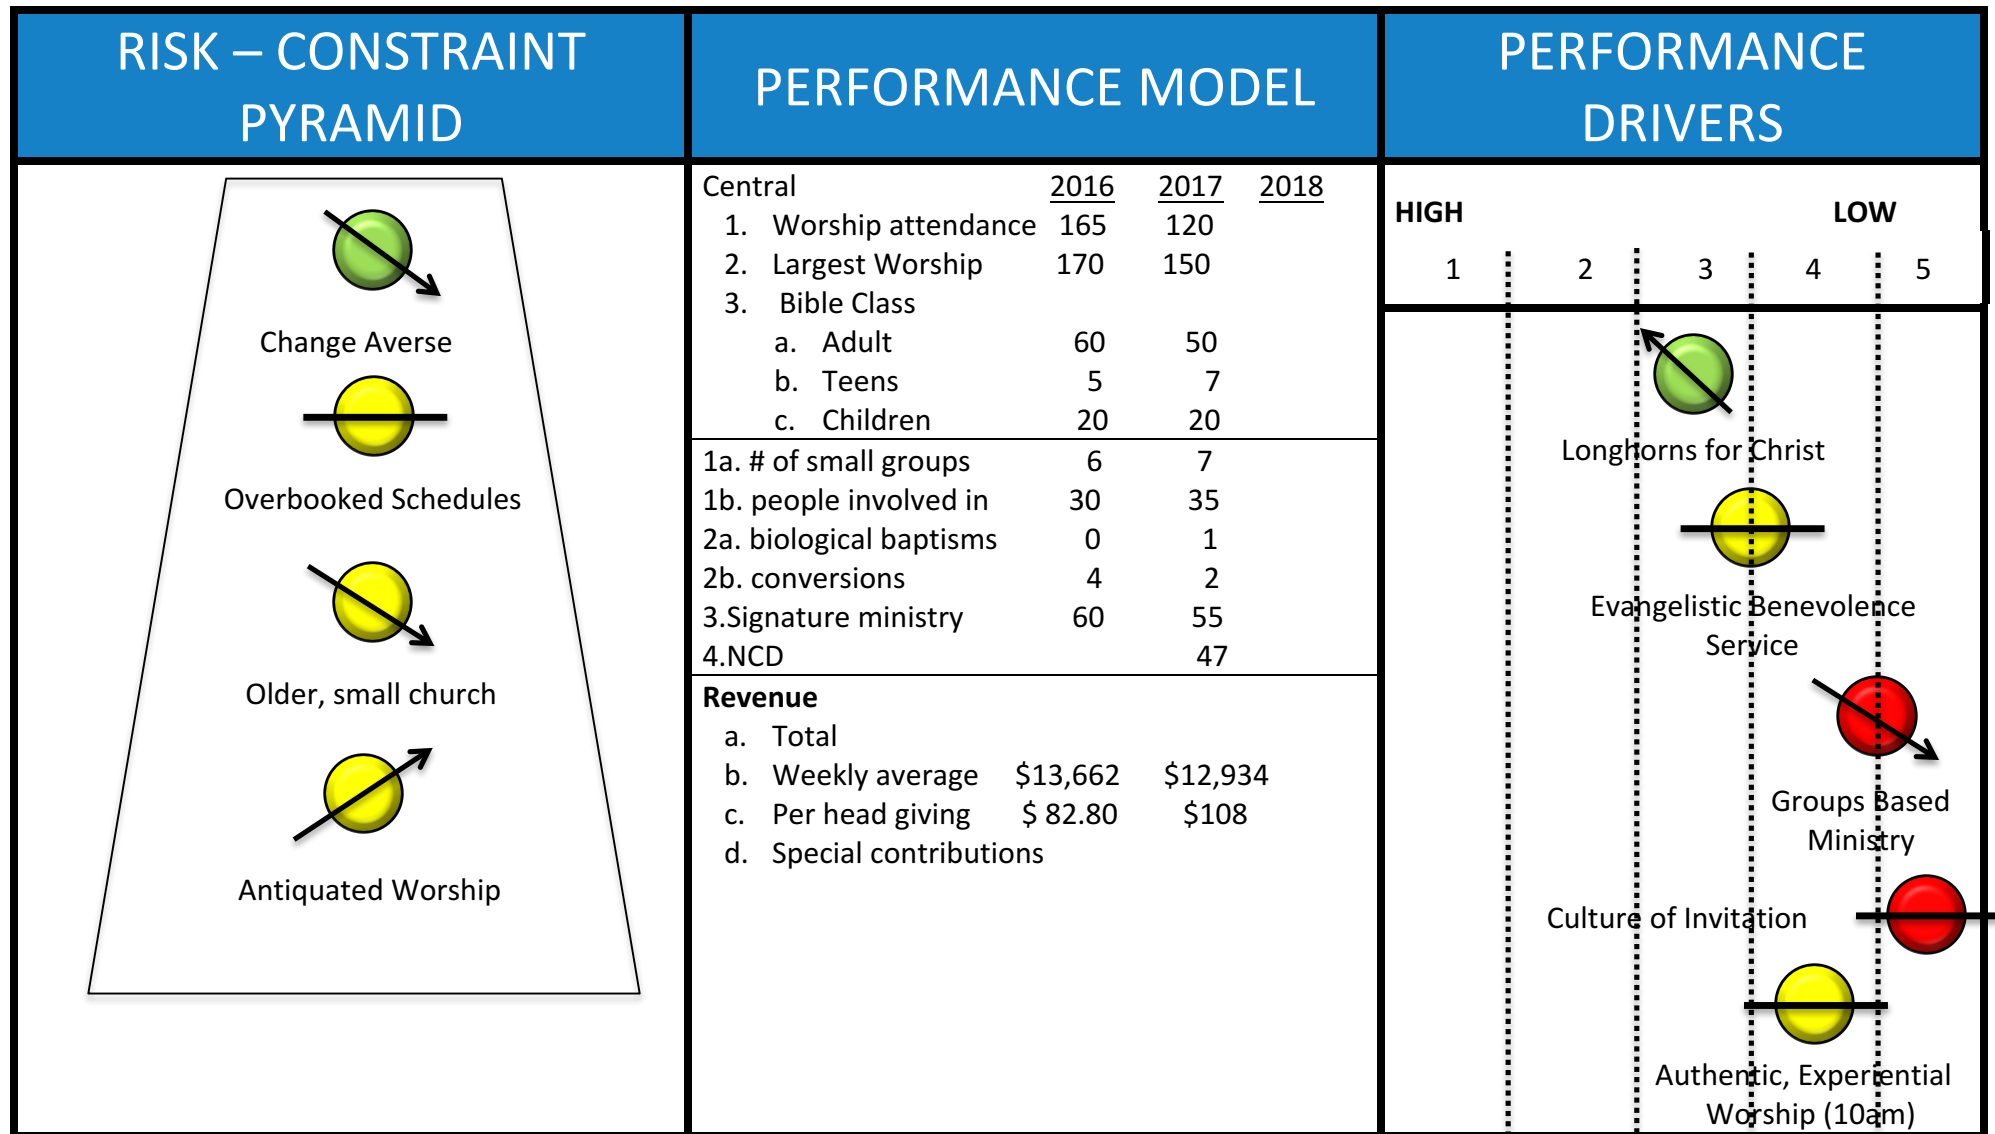 RISK – CONSTRAINT
PYRAMID
Change Averse
Overbooked Schedules
Older, small church
Antiquated Worship
PERFORMANCE MODEL
Central 2016 2017 2018
1. Worship attendance 165 120
2. Largest Worship 170 150
3. Bible Class
a. Adult 60 50
b. Teens 5 7
c. Children 20 20
1a. # of small groups 6 7
1b. people involved in 30 35
2a. biological baptisms 0 1
2b. conversions 4 2
3.Signature ministry 60 55
4.NCD 47
Revenue
a. Total
b. Weekly average $13,662 $12,934
c. Per head giving $ 82.80 $108
d. Special contributions
PERFORMANCE
DRIVERS
HIGH LOW
1 2 3 4 5
Longhorns for Christ
Evangelistic Benevolence
Service
Groups Based
Ministry
Culture of Invitation
Authentic, Experiential
Worship (10am)